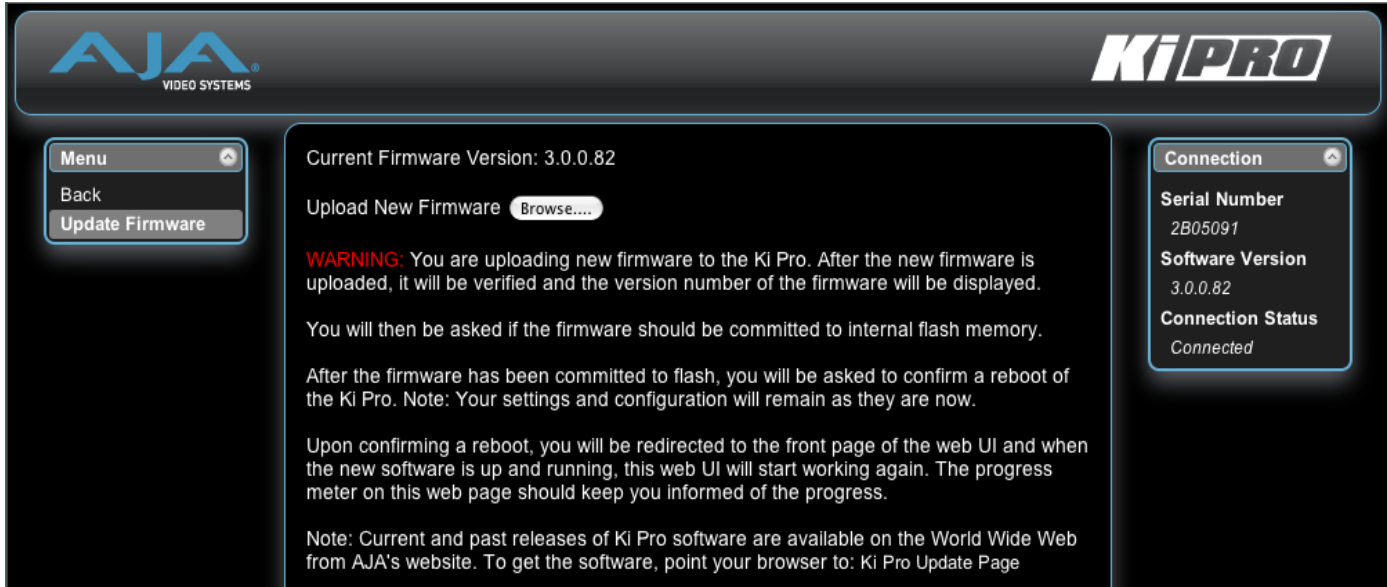 AJA®
VIDEO SYSTEMS
Ki PRO
Menu
Back
Update Firmware
Current Firmware Version: 3.0.0.82
Upload New Firmware Browse....
WARNING: You are uploading new firmware to the Ki Pro. After the new firmware is
uploaded, it will be verified and the version number of the firmware will be displayed.
You will then be asked if the firmware should be committed to internal flash memory.
After the firmware has been committed to flash, you will be asked to confirm a reboot of
the Ki Pro. Note: Your settings and configuration will remain as they are now.
Upon confirming a reboot, you will be redirected to the front page of the web UI and when
the new software is up and running, this web UI will start working again. The progress
meter on this web page should keep you informed of the progress.
Note: Current and past releases of Ki Pro software are available on the World Wide Web
from AJA's website. To get the software, point your browser to: Ki Pro Update Page
Connection
Serial Number
2B05091
Software Version
3.0.0.82
Connection Status
Connected